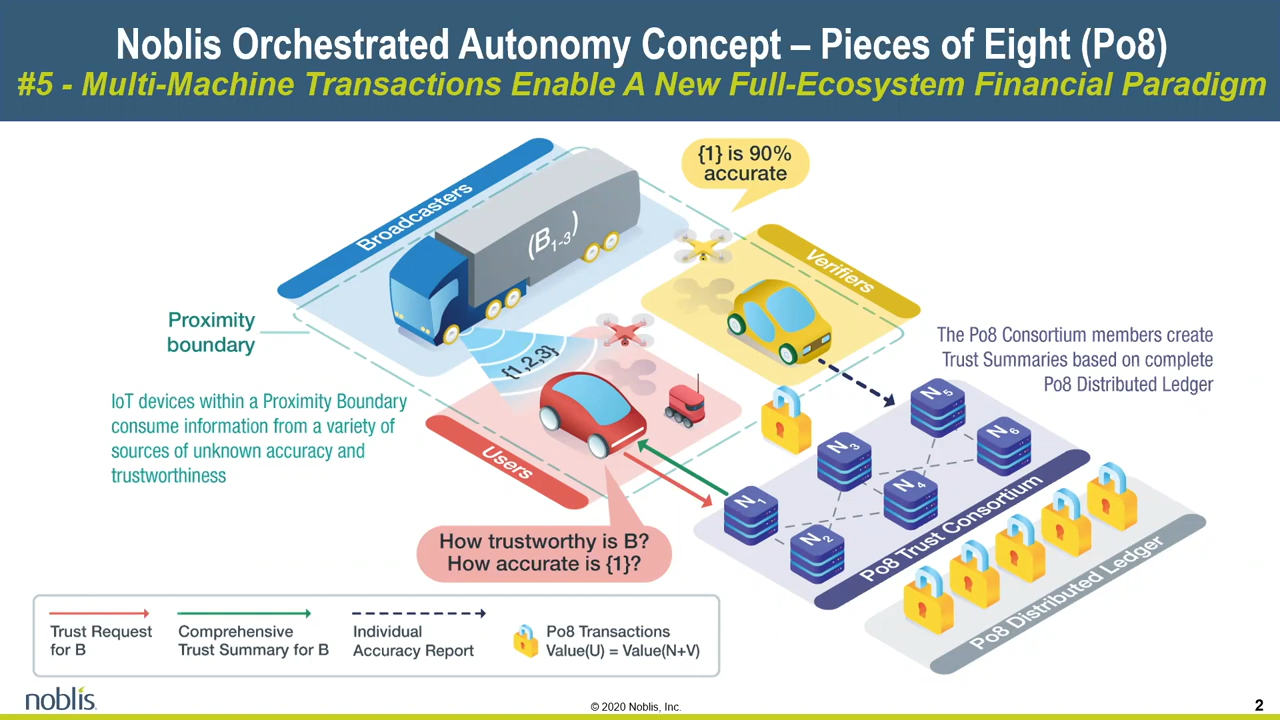 Noblis Orchestrated Autonomy Concept – Pieces of Eight (Po8)
#5 - Multi-Machine Transactions Enable A New Full-Ecosystem Financial Paradigm
{1} is 90%
accurate
Broadcasters
(B1-3)
Verifiers
Proximity
boundary
{1,2,3}
The Po8 Consortium members create
Trust Summaries based on complete
Po8 Distributed Ledger
IoT devices within a Proximity Boundary
consume information from a variety of
sources of unknown accuracy and
trustworthiness
Users
N5
N6
N3
N4
N1
N2
Po8 Trust Consortium
Po8 Distributed Ledger
How trustworthy is B?
How accurate is {1}?
Trust Request
for B
Comprehensive
Trust Summary for B
Individual
Accuracy Report
Po8 Transactions
Value(U) = Value(N+V)
noblis
© 2020 Noblis, Inc.
2